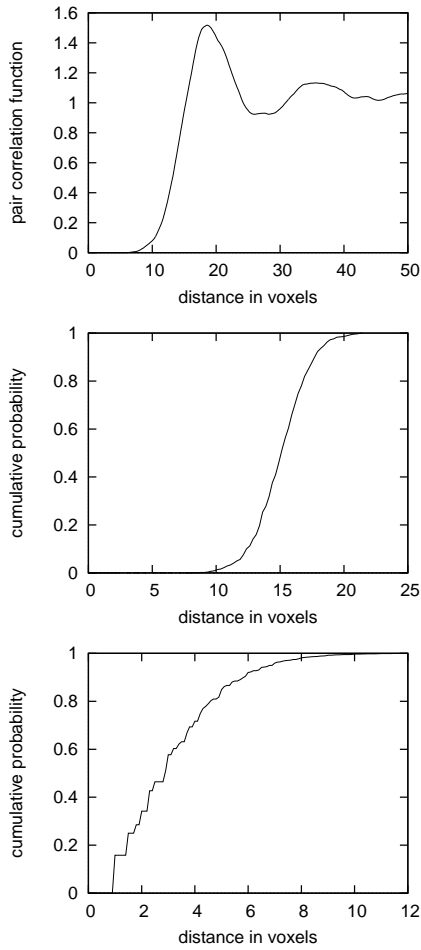 pair correlation function
1.6
1.4
1.2
1
0.8
0.6
0.4
0.2
0
0 10 20 30 40 50
distance in voxels
cumulative probability
1
0.8
0.6
0.4
0.2
0
0 5 10 15 20 25
distance in voxels
cumulative probability
1
0.8
0.6
0.4
0.2
0
0 2 4 6 8 10 12
distance in voxels